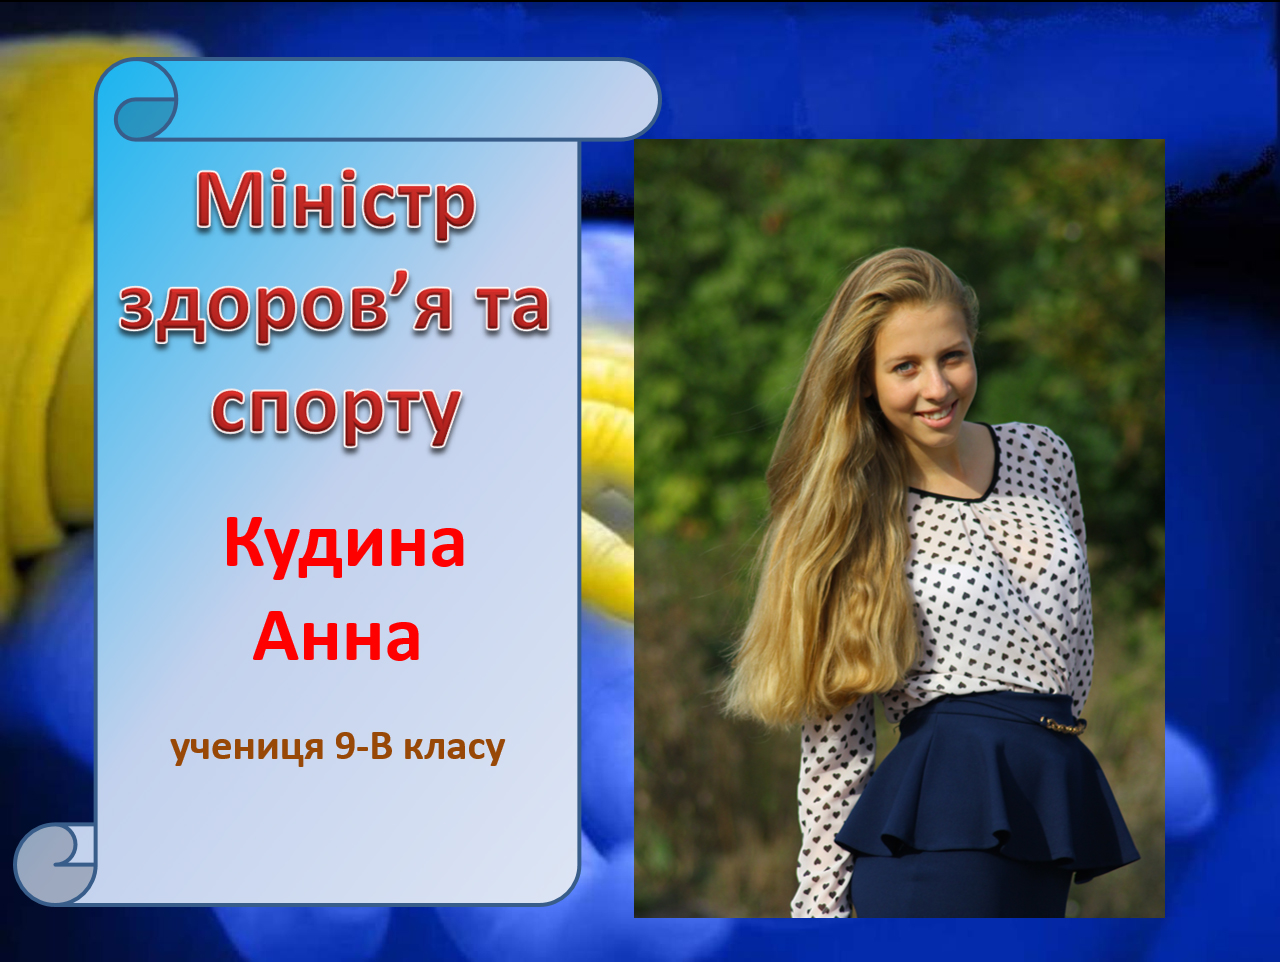 Міністр
здоров’я та
спорту
Кудина
Анна
учениця 9-В класу